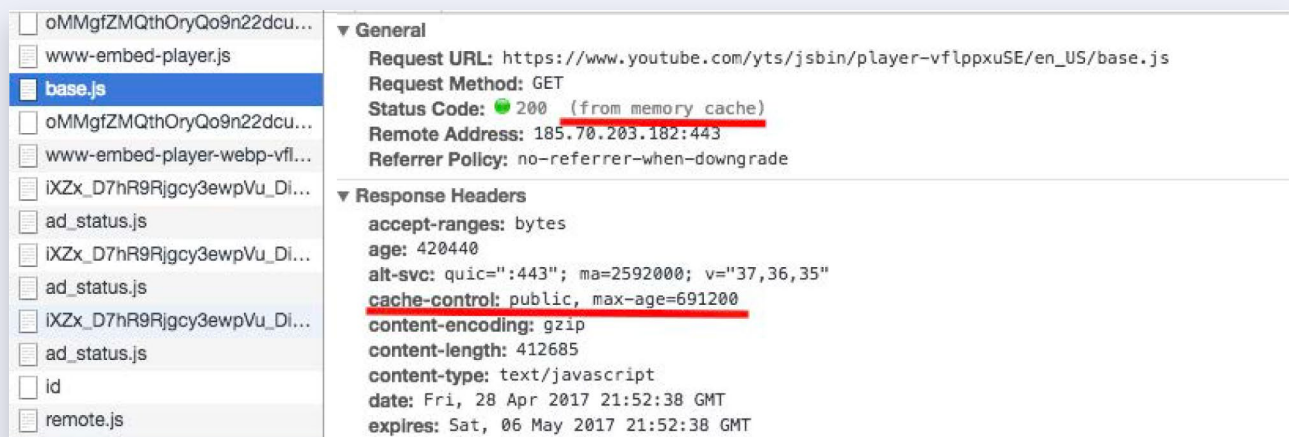 oMMgfZMQthOryQo9n22dcu...
www-embed-player.js
base.js
oMMgfZMQthOryQo9n22dcu...
www-embed-player-webp-vfl...
iXZx_D7hR9Rjgcy3ewpVu_Di...
ad_status.js
iXZx_D7hR9Rjgcy3ewpVu_Di...
ad_status.js
iXZx_D7hR9Rjgcy3ewpVu_Di...
ad_status.js
id
remote.js
▼ General
Request URL: https://www.youtube.com/yts/jsbin/player-vflppxuSE/en_US/base.js
Request Method: GET
Status Code: 200 (from memory cache)
Remote Address: 185.70.203.182:443
Referrer Policy: no-referrer-when-downgrade
▼ Response Headers
accept-ranges: bytes
age: 420440
alt-svc: quic=":443"; ma=2592000; v="37,36,35"
cache-control: public, max-age=691200
content-encoding: gzip
content-length: 412685
content-type: text/javascript
date: Fri, 28 Apr 2017 21:52:38 GMT
expires: Sat, 06 May 2017 21:52:38 GMT